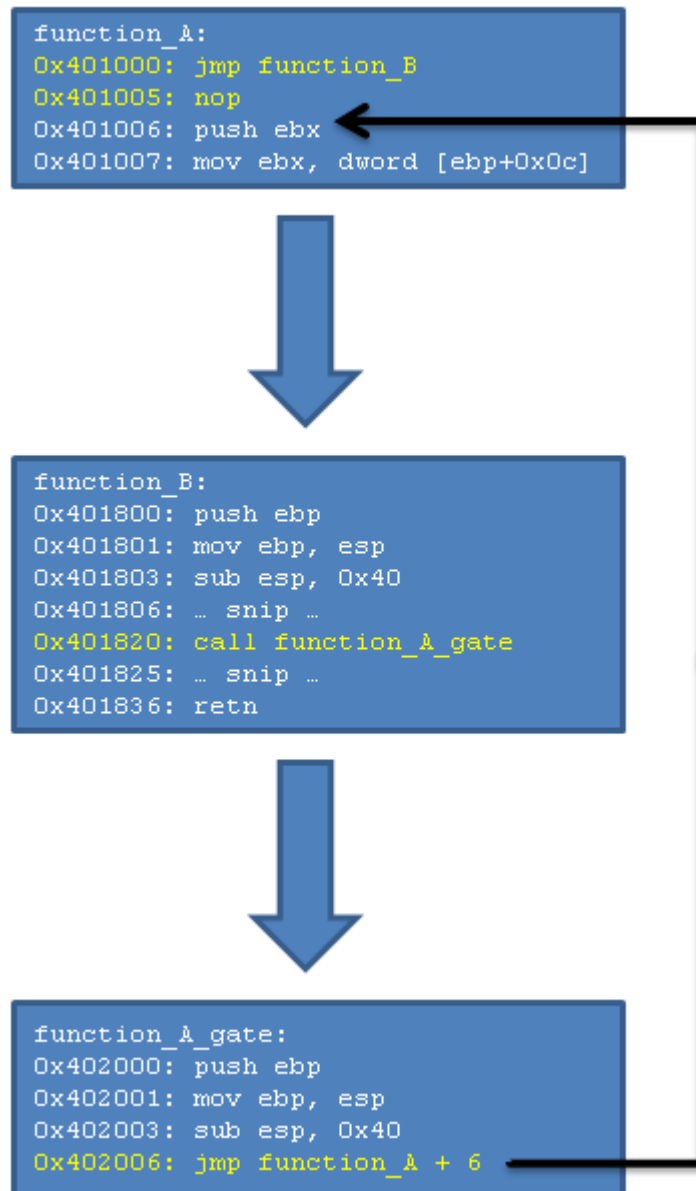 function_A:
0x401000: jmp function_B
0x401005: nop
0x401006: push ebx
0x401007: mov ebx, dword [ebp+0x0c]
function_B:
0x401800: push ebp
0x401801: mov ebp, esp
0x401803: sub esp, 0x40
0x401806: … snip …
0x401820: call function_A_gate
0x401825: … snip …
0x401836: retn
function_A_gate:
0x402000: push ebp
0x402001: mov ebp, esp
0x402003: sub esp, 0x40
0x402006: jmp function_A + 6